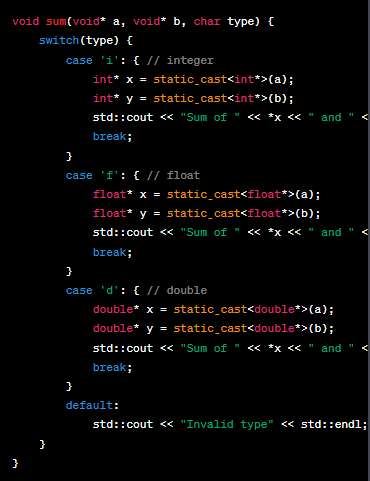 void sum(void* a, void* b, char type) {
    switch(type) {
        case 'i': { // integer
            int* x = static_cast<int*>(a);
            int* y = static_cast<int*>(b);
            std::cout << "Sum of " << *x << " and " <
            break;
        }
        case 'f': { // float
            float* x = static_cast<float*>(a);
            float* y = static_cast<float*>(b);
            std::cout << "Sum of " << *x << " and " <
            break;
        }
        case 'd': { // double
            double* x = static_cast<double*>(a);
            double* y = static_cast<double*>(b);
            std::cout << "Sum of " << *x << " and " <
            break;
        }
        default:
            std::cout << "Invalid type" << std::endl;
    }
}